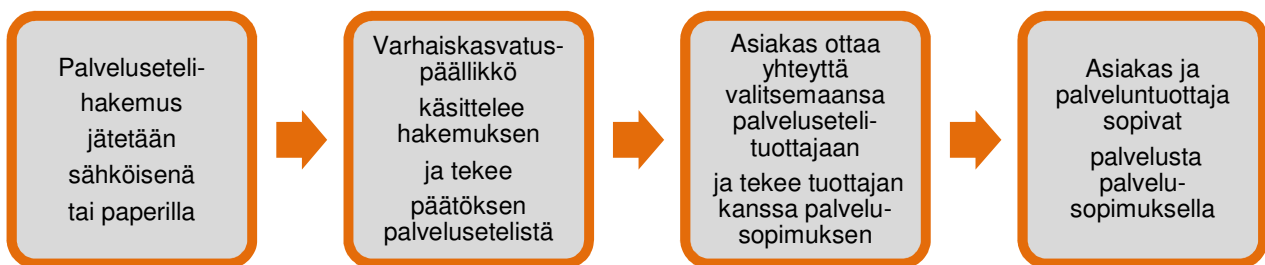 Palveluseteli-
hakemus
jätetään
sähköisenä
tai paperilla
Varhaiskasvatus-
päällikkö
käsittelee
hakemuksen
ja tekee
päätöksen
palvelusetelistä
Asiakas ottaa
yhteyttä
valitsemaansa
palveluseteli-
tuottajaan
ja tekee tuottajan
kanssa palvelu-
sopimuksen
Asiakas ja
palveluntuottaja
sopivat
palvelusta
palvelu-
sopimuksella